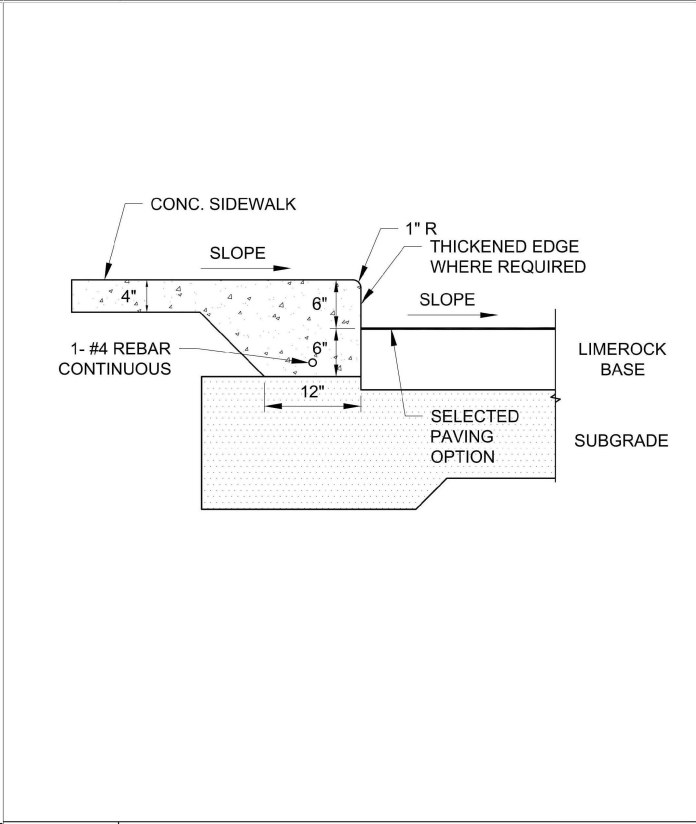 CONC. SIDEWALK
1" R
THICKENED EDGE
WHERE REQUIRED
SLOPE
SLOPE
4"
6"
1- #4 REBAR
CONTINUOUS
6"
LIMEROCK
BASE
12"
SELECTED
PAVING
OPTION
SUBGRADE